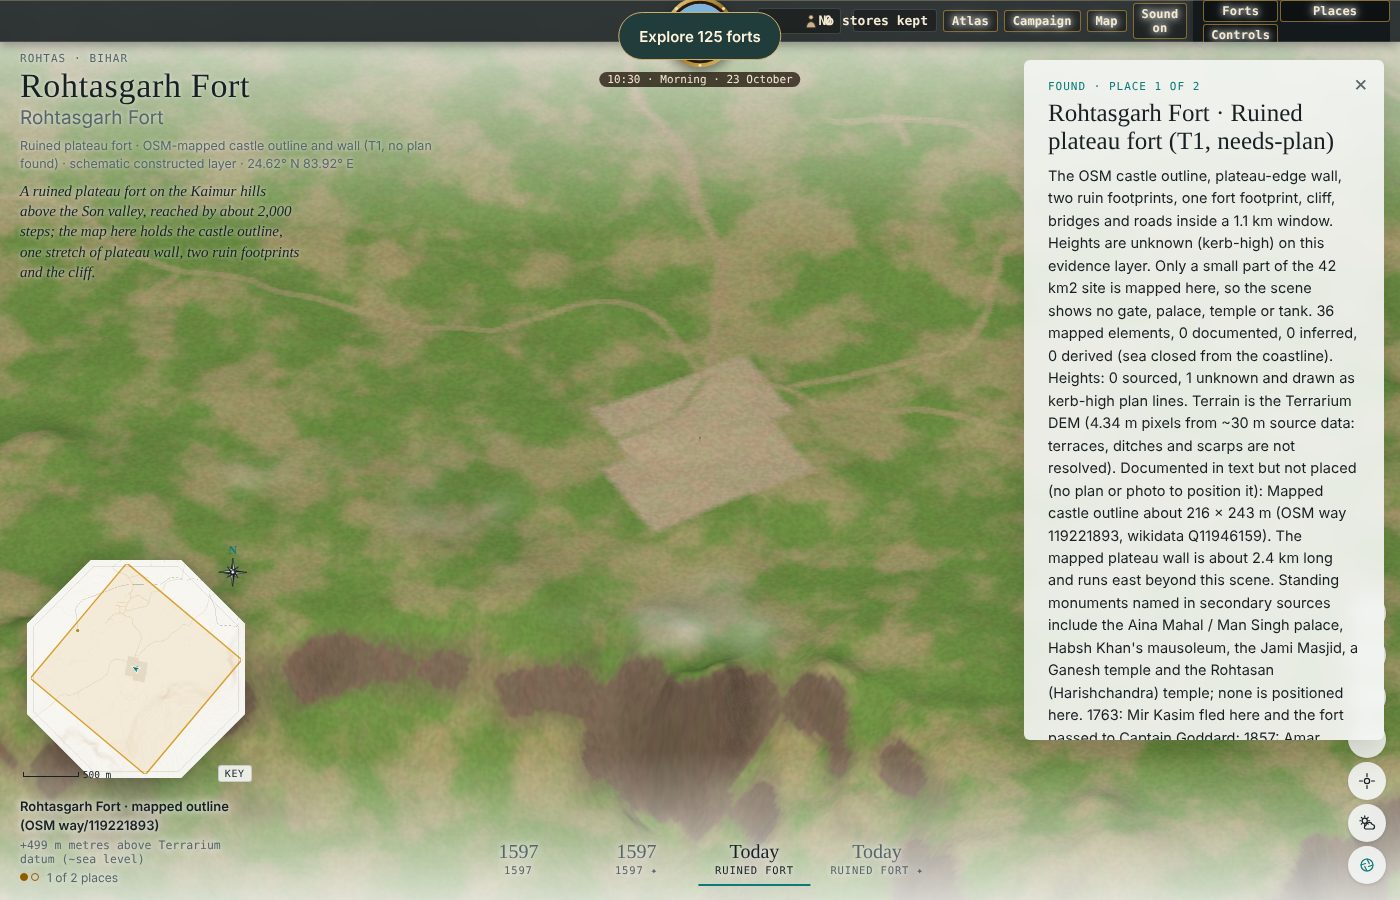 No stores kept
Atlas
Campaign
Map
Sound on
Forts
Places
Controls
Explore 125 forts
10:30 · Morning · 23 October
ROHTAS · BIHAR
Rohtasgarh Fort
Rohtasgarh Fort
Ruined plateau fort · OSM-mapped castle outline and wall (T1, no plan
found) · schematic constructed layer · 24.62° N 83.92° E
A ruined plateau fort on the Kaimur hills
above the Son valley, reached by about 2,000
steps; the map here holds the castle outline,
one stretch of plateau wall, two ruin footprints
and the cliff.
FOUND · PLACE 1 OF 2
Rohtasgarh Fort · Ruined
plateau fort (T1, needs-plan)
The OSM castle outline, plateau-edge wall,
two ruin footprints, one fort footprint, cliff,
bridges and roads inside a 1.1 km window.
Heights are unknown (kerb-high) on this
evidence layer. Only a small part of the 42
km2 site is mapped here, so the scene
shows no gate, palace, temple or tank. 36
mapped elements, 0 documented, 0 inferred,
0 derived (sea closed from the coastline).
Heights: 0 sourced, 1 unknown and drawn as
kerb-high plan lines. Terrain is the Terrarium
DEM (4.34 m pixels from ~30 m source data:
terraces, ditches and scarps are not
resolved). Documented in text but not placed
(no plan or photo to position it): Mapped
castle outline about 216 × 243 m (OSM way
119221893, wikidata Q11946159). The
mapped plateau wall is about 2.4 km long
and runs east beyond this scene. Standing
monuments named in secondary sources
include the Aina Mahal / Man Singh palace,
Habsh Khan's mausoleum, the Jami Masjid, a
Ganesh temple and the Rohtasan
(Harishchandra) temple; none is positioned
here. 1763: Mir Kasim fled here and the fort
passed to Captain Goddard; 1857: Amar
N
500 m
KEY
Rohtasgarh Fort · mapped outline
(OSM way/119221893)
+499 m metres above Terrarium
datum (~sea level)
1 of 2 places
1597
1597
1597
1597 ✦
Today
RUINED FORT
Today
RUINED FORT ✦